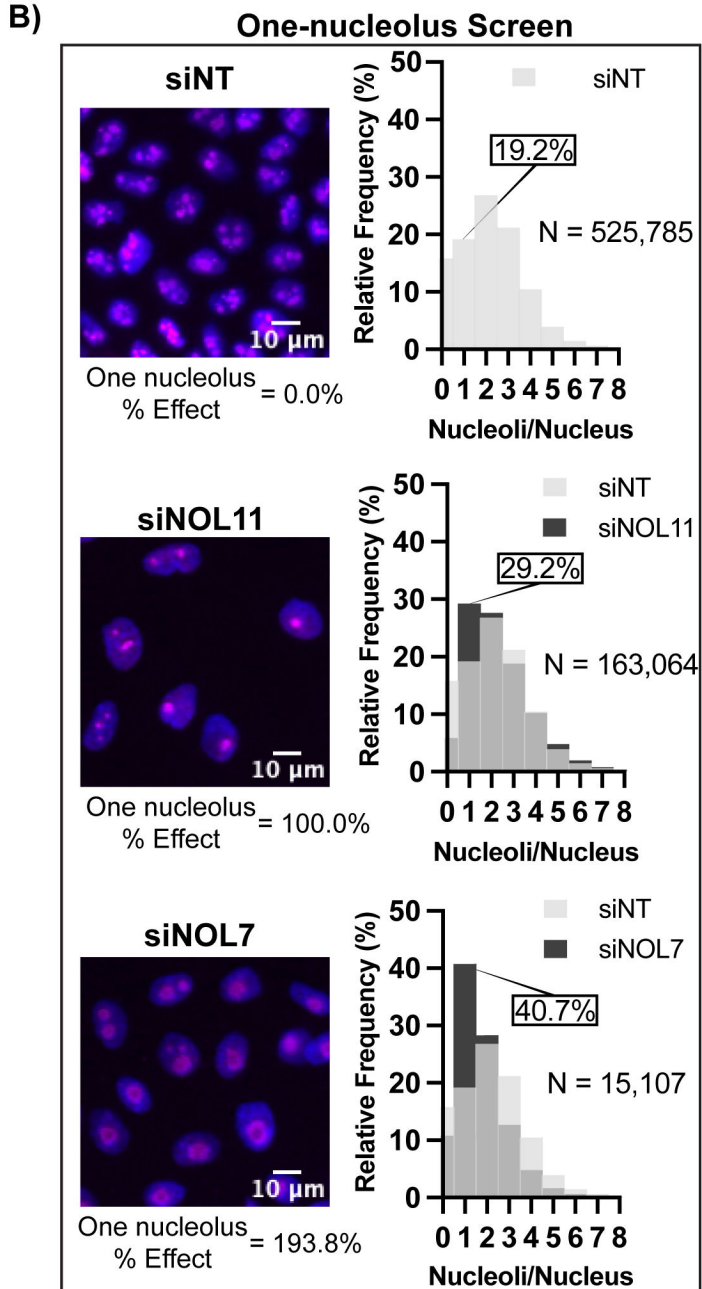 B)
One-nucleolus Screen
siNT
10 µm
One nucleolus
% Effect
= 0.0%
Relative Frequency (%)
50
40
30
20
10
0
siNT
19.2%
N = 525,785
0 1 2 3 4 5 6 7 8
Nucleoli/Nucleus
siNOL11
10 µm
One nucleolus
% Effect
= 100.0%
Relative Frequency (%)
50
40
30
20
10
0
siNT
siNOL11
29.2%
N = 163,064
0 1 2 3 4 5 6 7 8
Nucleoli/Nucleus
siNOL7
10 µm
One nucleolus
% Effect
= 193.8%
Relative Frequency (%)
50
40
30
20
10
0
siNT
siNOL7
40.7%
N = 15,107
0 1 2 3 4 5 6 7 8
Nucleoli/Nucleus